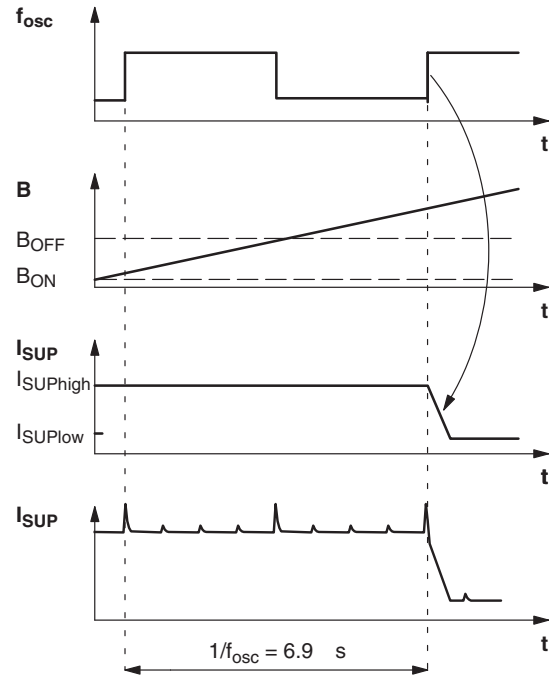 fosc
t
B
BOFF
BON
t
ISUP
ISUPhigh
ISUPlow
t
ISUP
t
1/fosc = 6.9 s